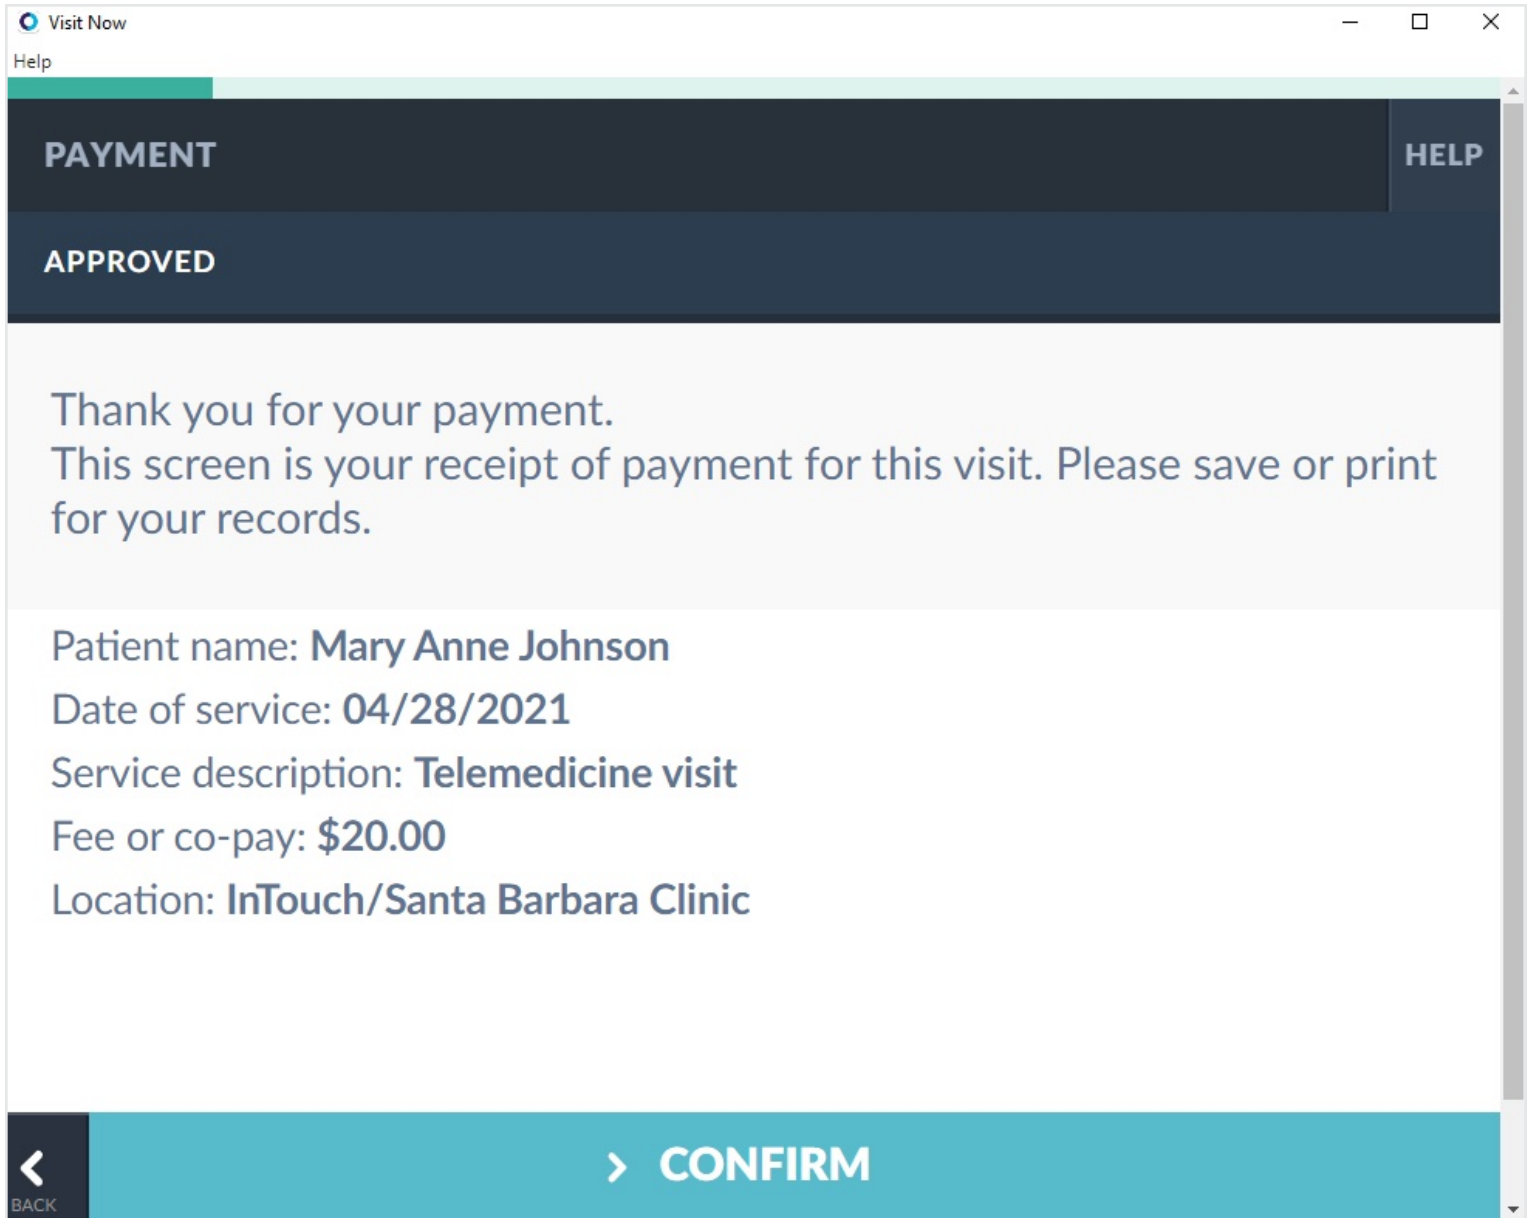 Visit Now
Help
PAYMENT
HELP
APPROVED
Thank you for your payment.
This screen is your receipt of payment for this visit. Please save or print
for your records.
Patient name: Mary Anne Johnson
Date of service: 04/28/2021
Service description: Telemedicine visit
Fee or co-pay: $20.00
Location: InTouch/Santa Barbara Clinic
BACK
CONFIRM